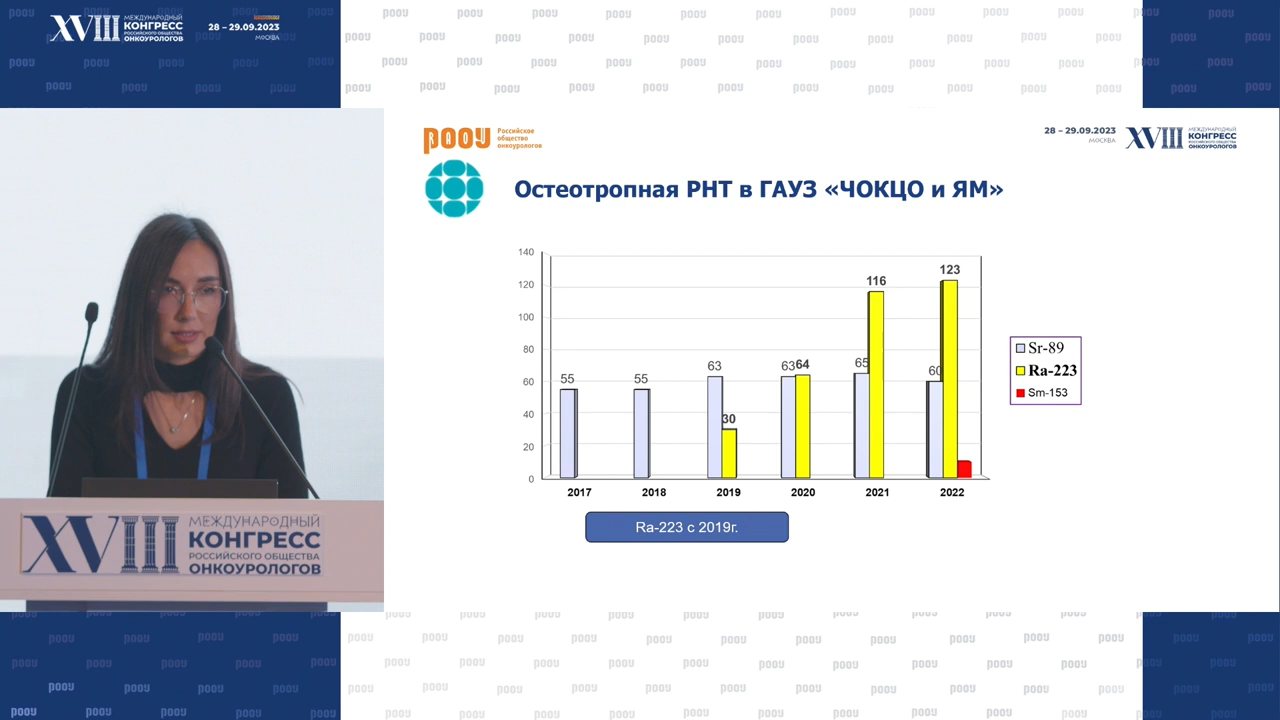 XVIII МЕЖДУНАРОДНЫЙ
КОНГРЕСС
РОССИЙСКОГО ОБЩЕСТВА
ОНКОУРОЛОГОВ
28 – 29.09.2023
МОСКВА
РООУ Российское
общество
онкоурологов
28 – 29.09.2023
МОСКВА
XVIII МЕЖДУНАРОДНЫЙ
КОНГРЕСС
РОССИЙСКОГО ОБЩЕСТВА
ОНКОУРОЛОГОВ
Остеотропная РНТ в ГАУЗ «ЧОКЦО и ЯМ»
140
120
100
80
60
40
20
0
55
55
63
30
63
64
65
116
60
123
2017
2018
2019
2020
2021
2022
Sr-89
Ra-223
Sm-153
Ra-223 с 2019г.
XVIII МЕЖДУНАРОДНЫЙ
КОНГРЕСС
РОССИЙСКОГО ОБЩЕСТВА
ОНКОУРОЛОГОВ